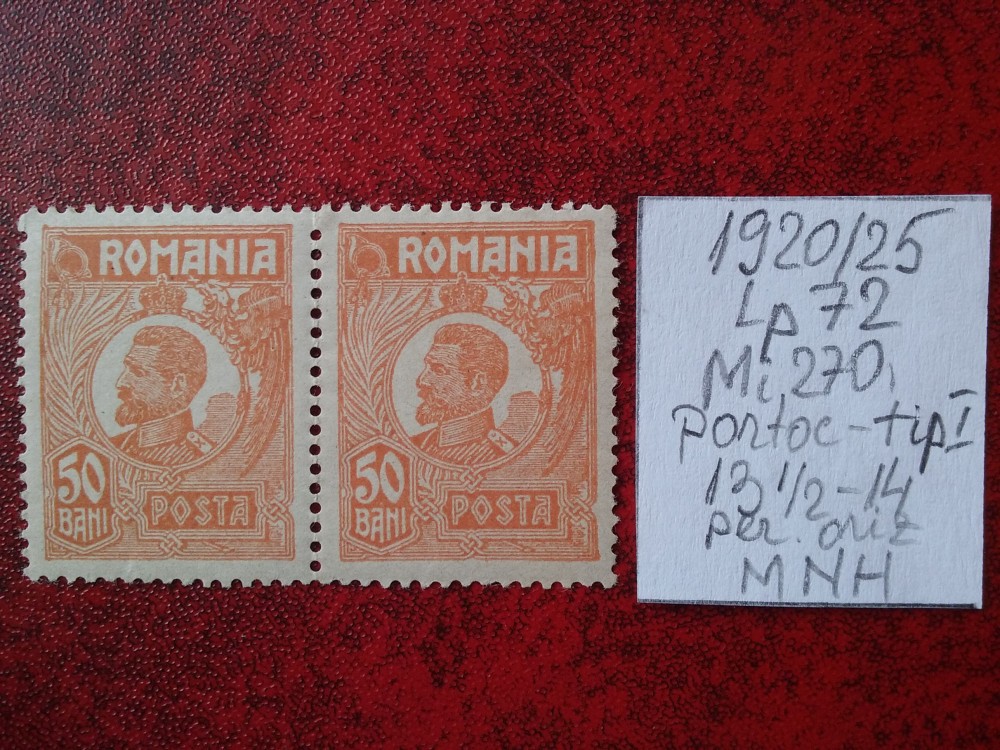 ROMANIA
50
BANI
POSTA
ROMANIA
50
BANI
POSTA
1920/25
Lp 72
Mi 270
portoc - tip I
13 1/2 - 14
per. oriz
MNH